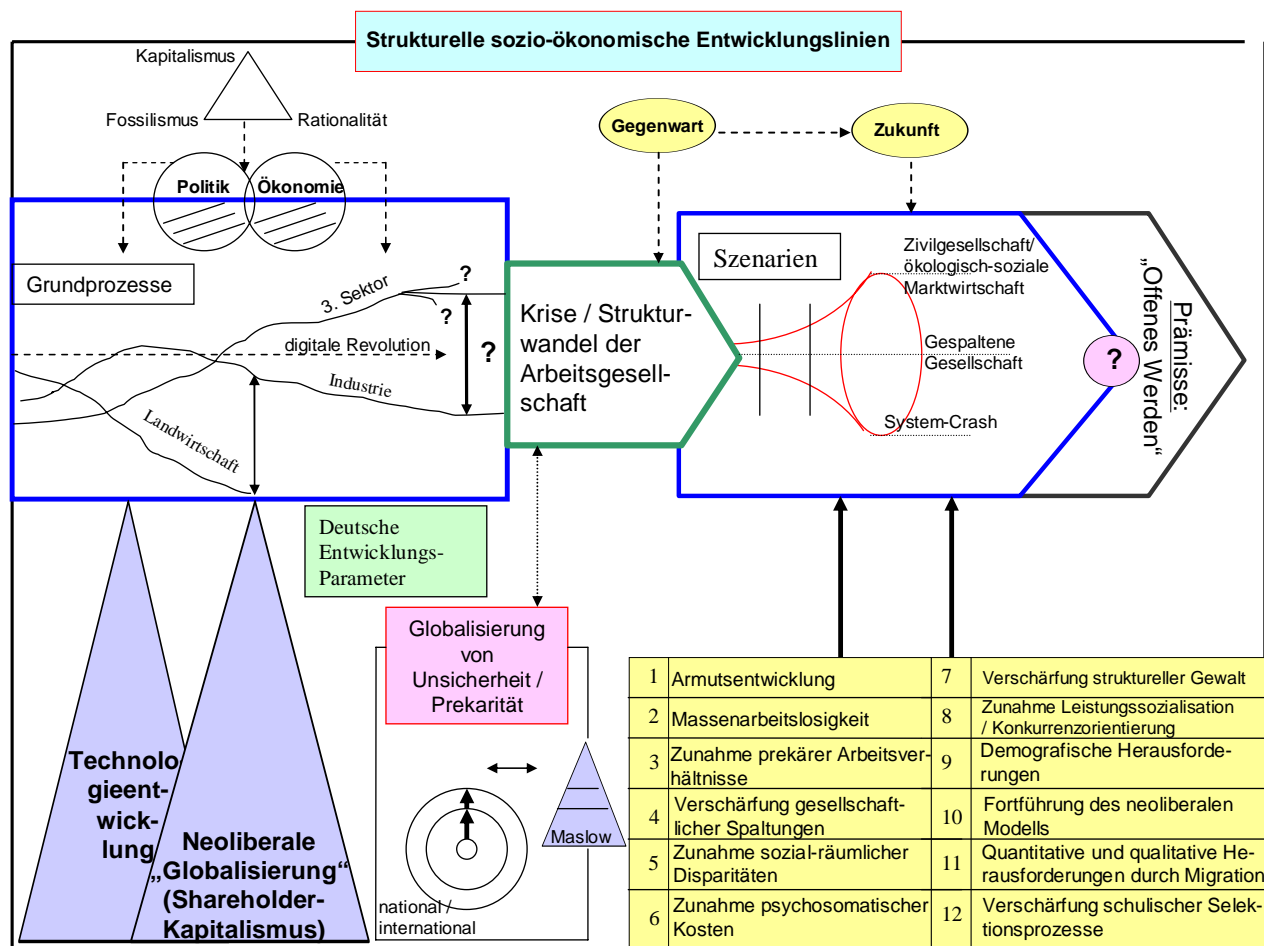 Strukturelle sozio-ökonomische Entwicklungslinien
Kapitalismus
Fossilismus
Rationalität
Politik
Ökonomie
Gegenwart
Zukunft
Grundprozesse
3. Sektor
?
?
digitale Revolution
?
Industrie
Landwirtschaft
Krise / Struktur-
wandel der
Arbeitsgesell-
schaft
Szenarien
Zivilgesellschaft/
ökologisch-soziale
Marktwirtschaft
Gespaltene
Gesellschaft
System-Crash
?
Prämisse:
„Offenes Werden“
Deutsche
Entwicklungs-
Parameter
Globalisierung
von
Unsicherheit /
Prekarität
Technolo
gieent-
wick-
lung
Neoliberale
„Globalisierung“
(Shareholder-
Kapitalismus)
Maslow
national /
international
1 Armutsentwicklung
2 Massenarbeitslosigkeit
3 Zunahme prekärer Arbeitsver-
hältnisse
4 Verschärfung gesellschaft-
licher Spaltungen
5 Zunahme sozial-räumlicher
Disparitäten
6 Zunahme psychosomatischer
Kosten
7 Verschärfung struktureller Gewalt
8 Zunahme Leistungssozialisation
/ Konkurrenzorientierung
9 Demografische Herausforde-
rungen
10 Fortführung des neoliberalen
Modells
11 Quantitative und qualitative He-
rausforderungen durch Migration
12 Verschärfung schulischer Selek-
tionsprozesse